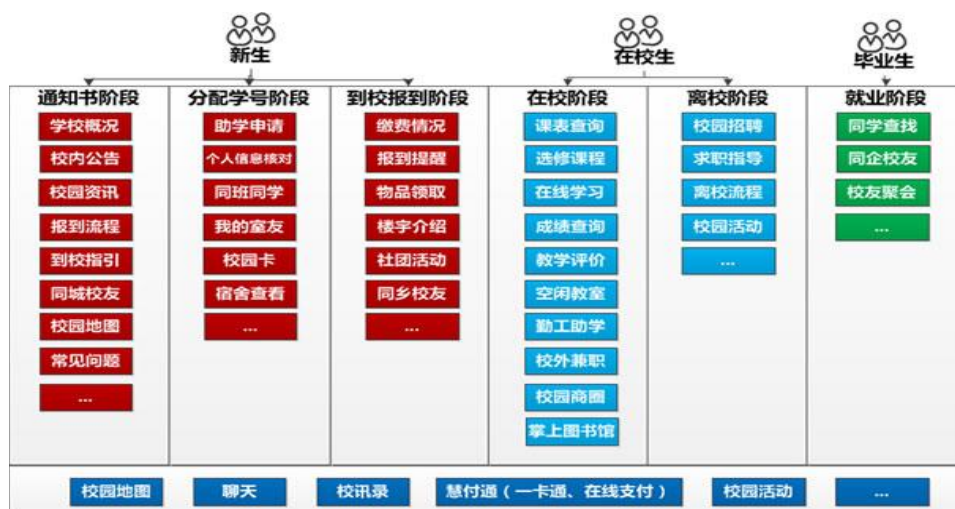 新生
在校生
毕业生
通知书阶段
学校概况
校内公告
校园资讯
报到流程
到校指引
同城校友
校园地图
常见问题
...
分配学号阶段
助学申请
个人信息核对
同班同学
我的室友
校园卡
宿舍查看
...
到校报到阶段
缴费情况
报到提醒
物品领取
楼宇介绍
社团活动
同乡校友
...
在校阶段
课表查询
选修课程
在线学习
成绩查询
教学评价
空闲教室
勤工助学
校外兼职
校园商圈
掌上图书馆
离校阶段
校园招聘
求职指导
离校流程
校园活动
...
就业阶段
同学查找
同企校友
校友聚会
...
校园地图
聊天
校讯录
慧付通（一卡通、在线支付）
校园活动
...